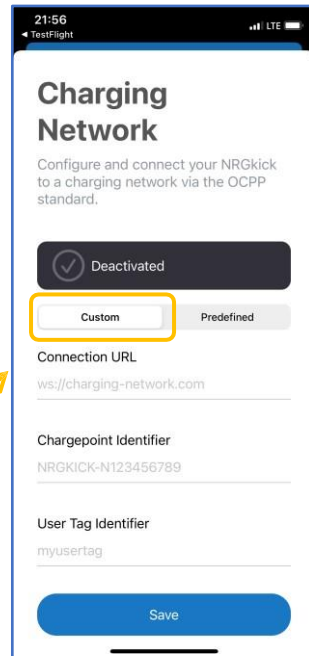 21:56
LTE
◄ TestFlight
Charging
Network
Configure and connect your NRGkick
to a charging network via the OCPP
standard.
Deactivated
Custom Predefined
Connection URL
ws://charging-network.com
Chargepoint Identifier
NRGKICK-N123456789
User Tag Identifier
myusertag
Save